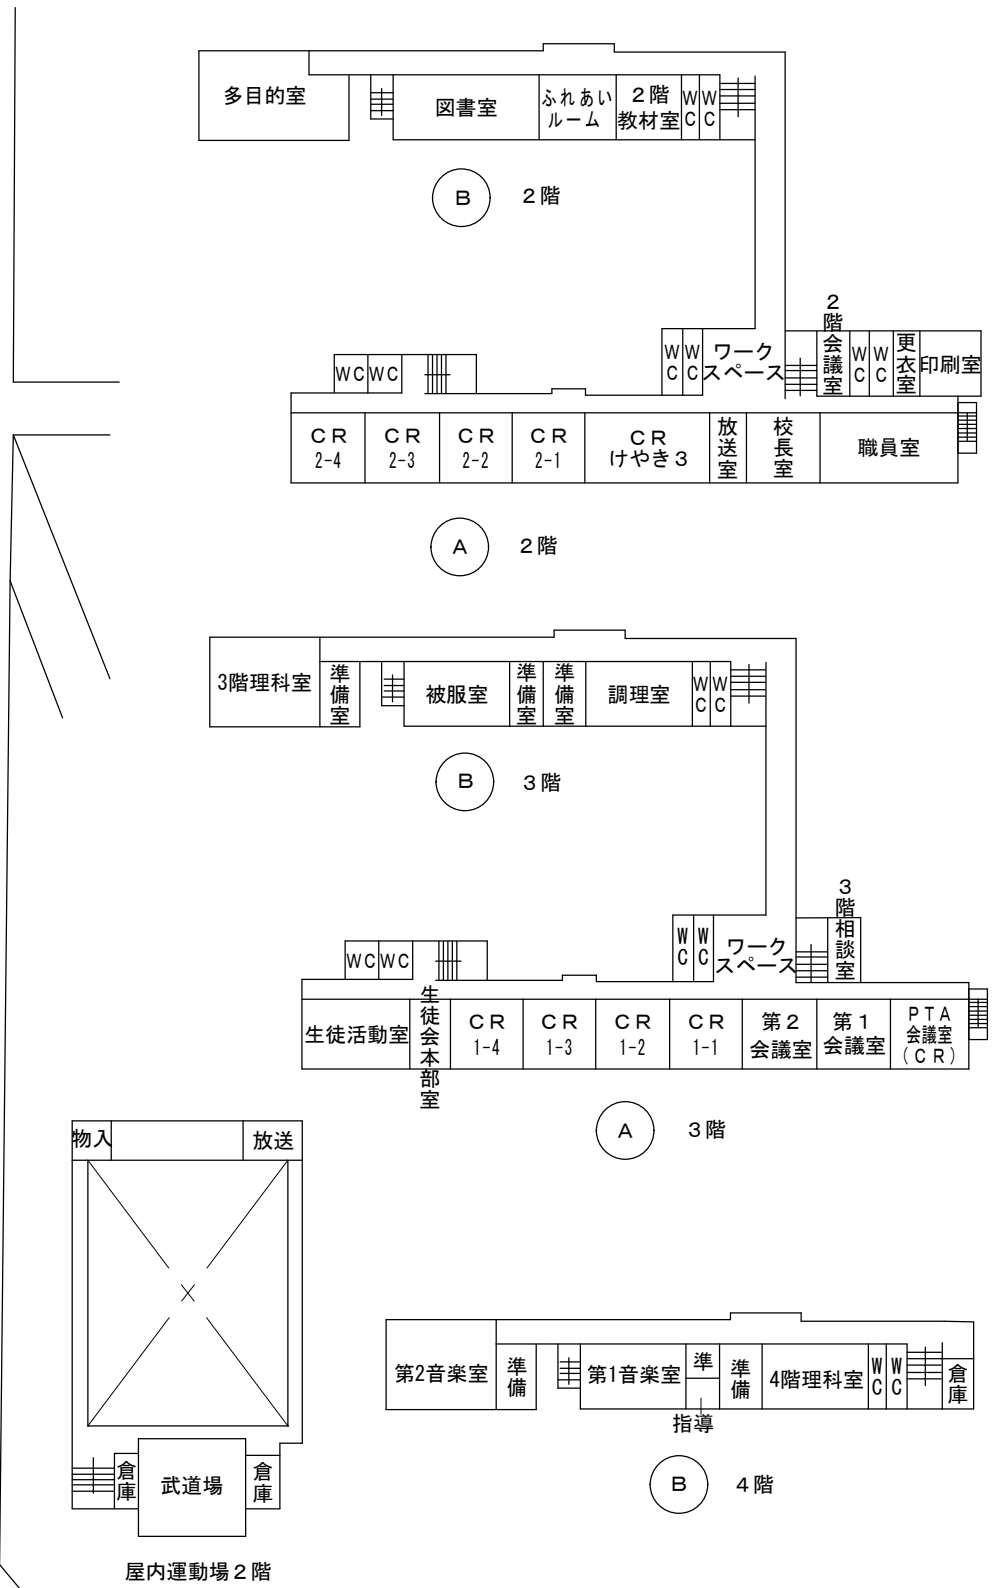 多目的室
図書室
ふれあい
ルーム
２階
教材室
WC
WC
Ｂ
２階
２階会議室
WC
WC
ワーク
スペース
WC
WC
更衣室
印刷室
WC
WC
ＣＲ
2-4
ＣＲ
2-3
ＣＲ
2-2
ＣＲ
2-1
ＣＲ
けやき３
放送室
校長室
職員室
Ａ
２階
3階理科室
準備室
被服室
準備室
準備室
調理室
WC
WC
Ｂ
３階
３階相談室
WC
WC
ワーク
スペース
WC
WC
生徒活動室
生徒会本部室
ＣＲ
1-4
ＣＲ
1-3
ＣＲ
1-2
ＣＲ
1-1
第２
会議室
第１
会議室
ＰＴＡ
会議室
（ＣＲ）
Ａ
３階
物入
放送
倉庫
武道場
倉庫
屋内運動場２階
第2音楽室
準備
第1音楽室
準
指導
準備
4階理科室
WC
WC
倉庫
Ｂ
４階